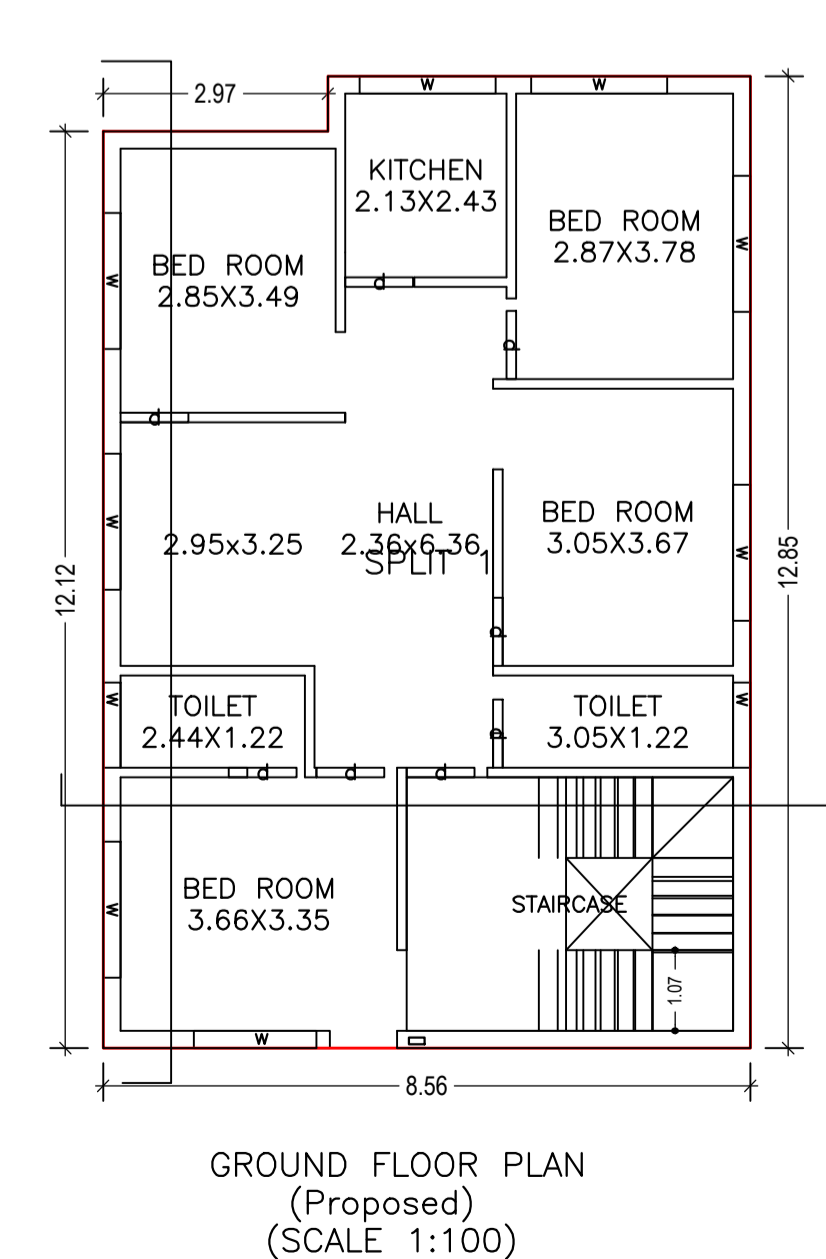 W
W
2.97
KITCHEN
2.13X2.43
BED ROOM
2.87X3.78
W
BED ROOM
2.85X3.49
W
d
d
d
HALL
2.95x3.25
2.36x6.36
SPLIT 1
BED ROOM
3.05X3.67
W
W
12.12
12.85
d
TOILET
2.44X1.22
W
TOILET
3.05X1.22
W
d
d
d
d
BED ROOM
3.66X3.35
W
STAIRCASE
1.07
W
8.56
GROUND FLOOR PLAN
(Proposed)
(SCALE 1:100)